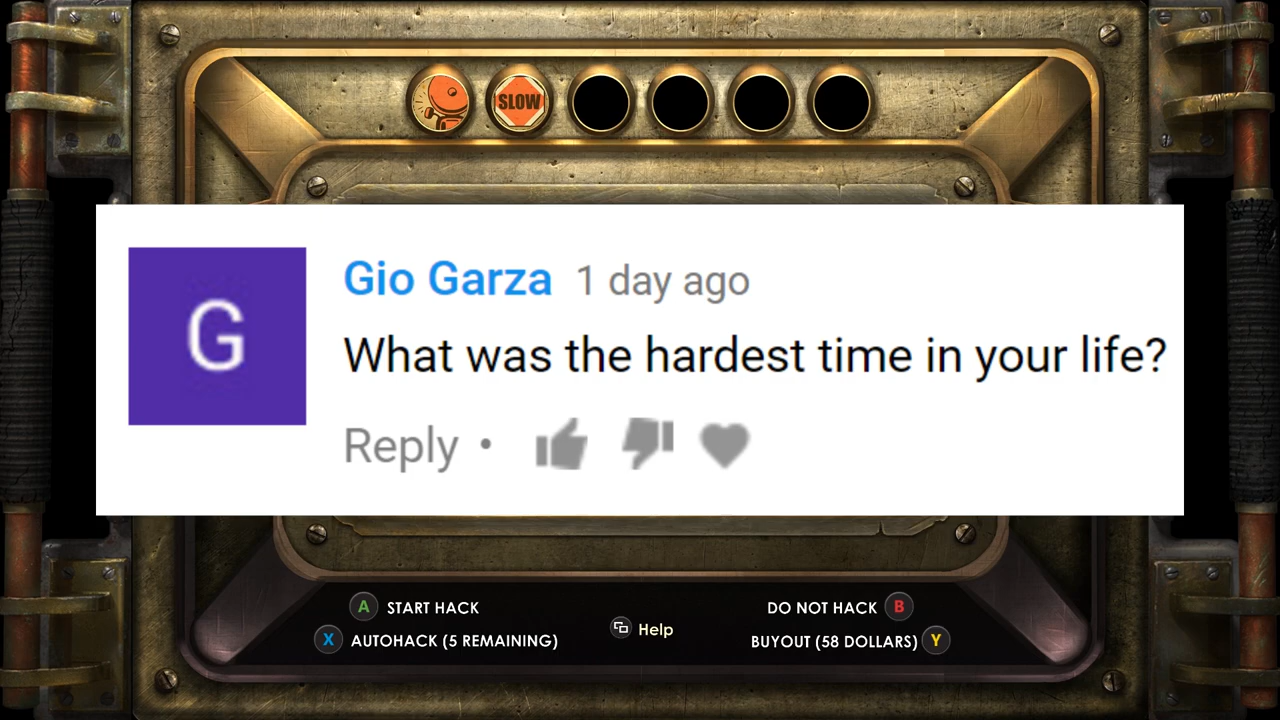 SLOW
G
Gio Garza 1 day ago
What was the hardest time in your life?
Reply •
A START HACK
DO NOT HACK B
X AUTOHACK (5 REMAINING)
Help
BUYOUT (58 DOLLARS) Y